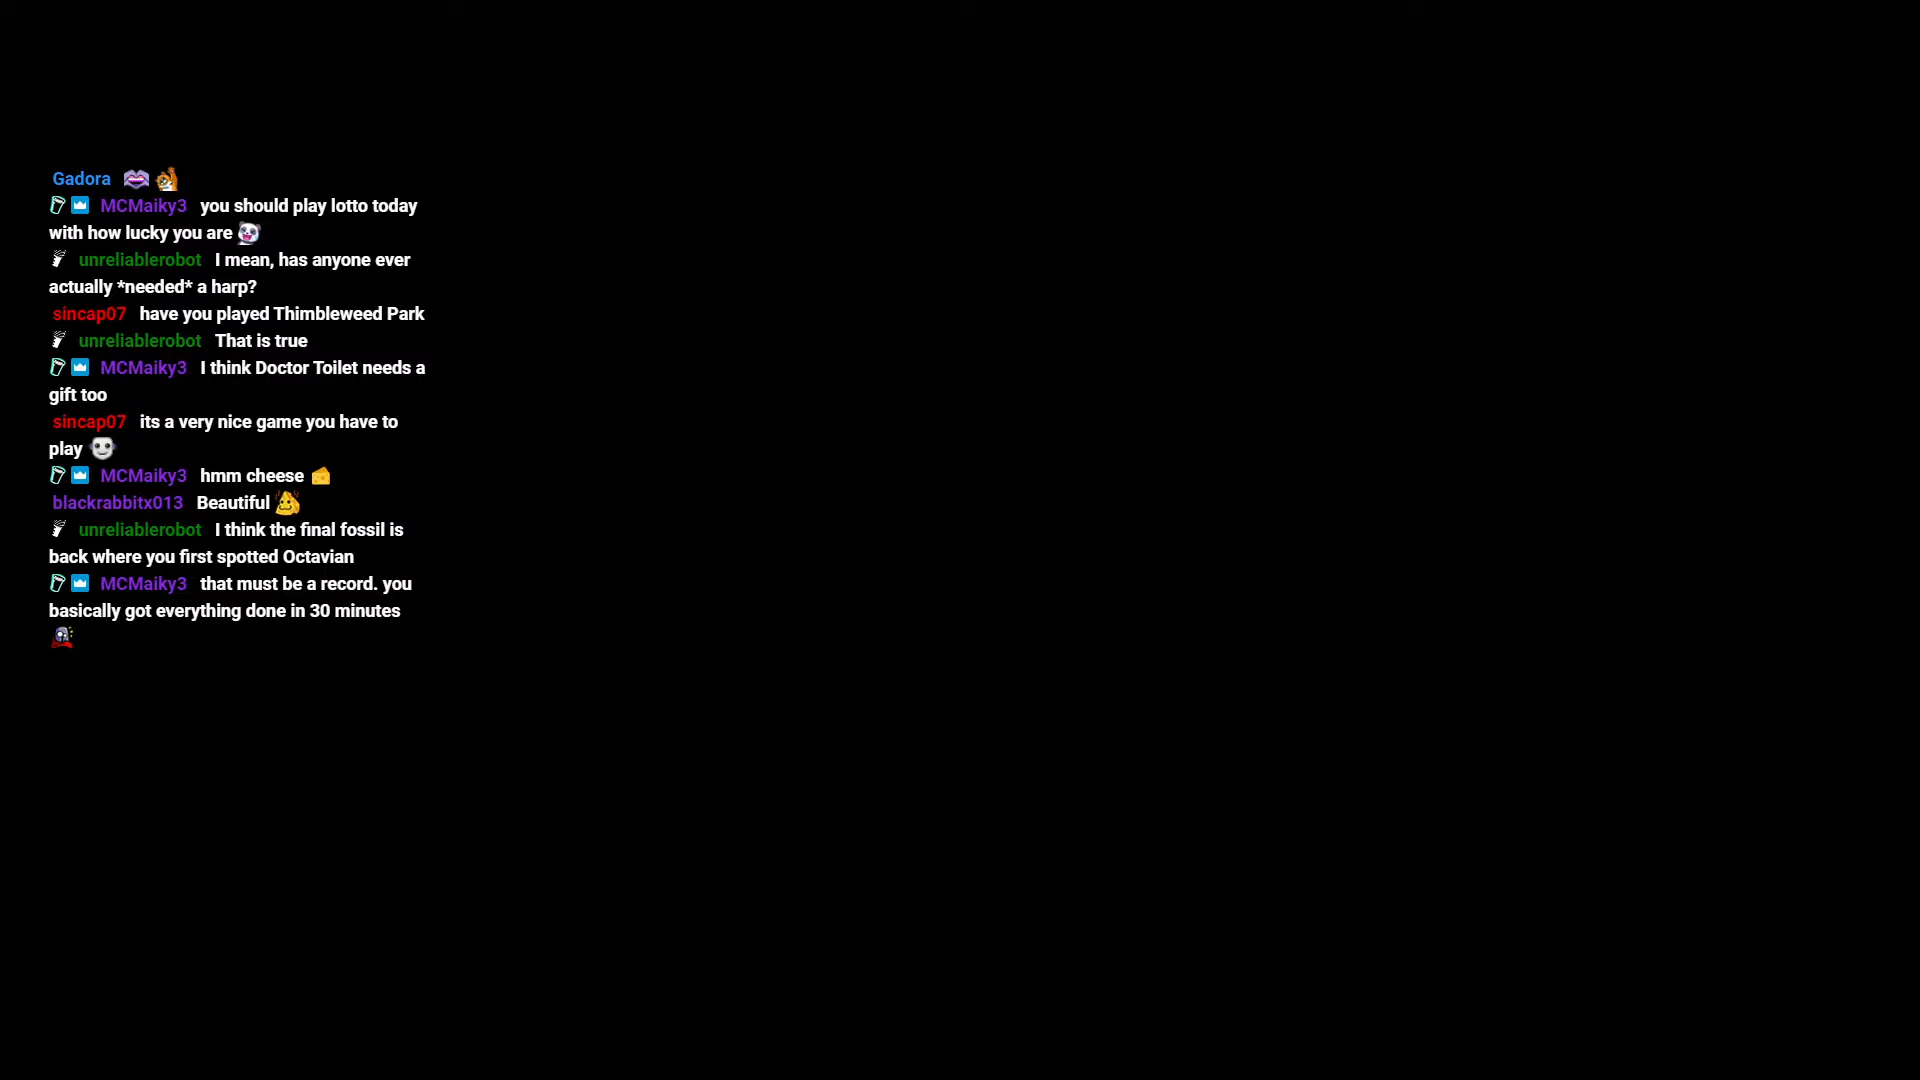 Gadora
MCMaiky3 you should play lotto today
with how lucky you are
unreliablerobot I mean, has anyone ever
actually *needed* a harp?
sincap07 have you played Thimbleweed Park
unreliablerobot That is true
MCMaiky3 I think Doctor Toilet needs a
gift too
sincap07 its a very nice game you have to
play
MCMaiky3 hmm cheese
blackrabbitx013 Beautiful
unreliablerobot I think the final fossil is
back where you first spotted Octavian
MCMaiky3 that must be a record. you
basically got everything done in 30 minutes